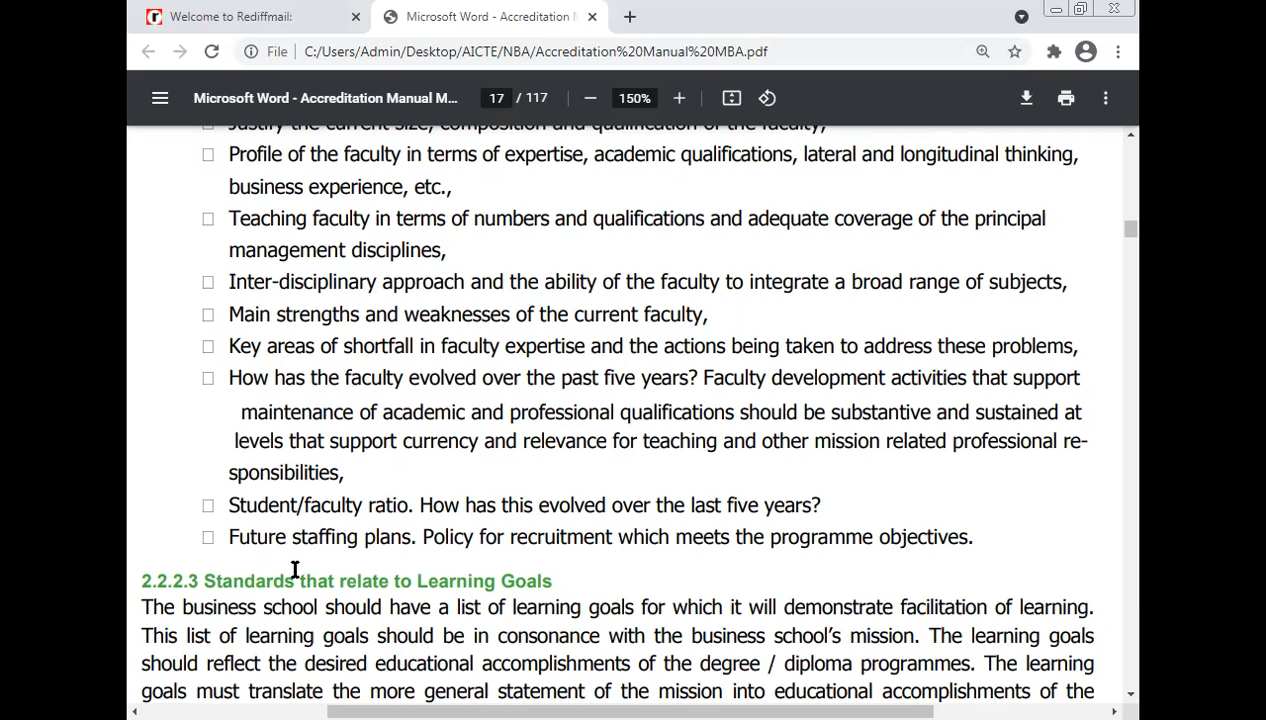 Welcome to Rediffmail:
Microsoft Word - Accreditation
File C:/Users/Admin/Desktop/AICTE/NBA/Accreditation%20Manual%20MBA.pdf
Microsoft Word - Accreditation Manual M... 17 / 117 150%
Justify the current size, composition and qualification of the faculty,
Profile of the faculty in terms of expertise, academic qualifications, lateral and longitudinal thinking,
business experience, etc.,
Teaching faculty in terms of numbers and qualifications and adequate coverage of the principal
management disciplines,
Inter-disciplinary approach and the ability of the faculty to integrate a broad range of subjects,
Main strengths and weaknesses of the current faculty,
Key areas of shortfall in faculty expertise and the actions being taken to address these problems,
How has the faculty evolved over the past five years? Faculty development activities that support
maintenance of academic and professional qualifications should be substantive and sustained at
levels that support currency and relevance for teaching and other mission related professional re-
sponsibilities,
Student/faculty ratio. How has this evolved over the last five years?
Future staffing plans. Policy for recruitment which meets the programme objectives.
2.2.2.3 Standards that relate to Learning Goals
The business school should have a list of learning goals for which it will demonstrate facilitation of learning.
This list of learning goals should be in consonance with the business school's mission. The learning goals
should reflect the desired educational accomplishments of the degree / diploma programmes. The learning
goals must translate the more general statement of the mission into educational accomplishments of the